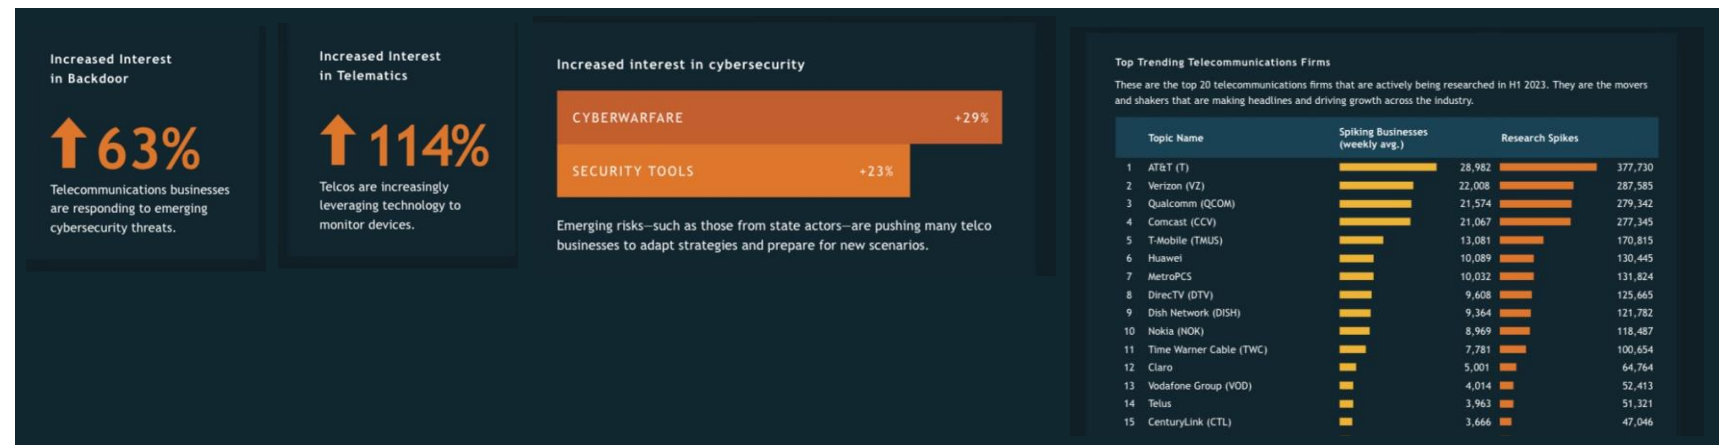 Increased Interest
in Backdoor
63%
Telecommunications businesses
are responding to emerging
cybersecurity threats.
Increased Interest
in Telematics
114%
Telcos are increasingly
leveraging technology to
monitor devices.
Increased interest in cybersecurity
CYBERWARFARE +29%
SECURITY TOOLS +23%
Emerging risks—such as those from state actors—are pushing many telco
businesses to adapt strategies and prepare for new scenarios.
Top Trending Telecommunications Firms
These are the top 20 telecommunications firms that are actively being researched in H1 2023. They are the movers
and shakers that are making headlines and driving growth across the industry.
Topic Name Spiking Businesses (weekly avg.) Research Spikes
1 AT&T (T) 28,982 377,730
2 Verizon (VZ) 22,008 287,585
3 Qualcomm (QCOM) 21,574 279,342
4 Comcast (CCV) 21,067 277,345
5 T-Mobile (TMUS) 13,081 170,815
6 Huawei 10,089 130,445
7 MetroPCS 10,032 131,824
8 DirecTV (DTV) 9,608 125,665
9 Dish Network (DISH) 9,364 121,782
10 Nokia (NOK) 8,969 118,487
11 Time Warner Cable (TWC) 7,781 100,654
12 Claro 5,001 64,764
13 Vodafone Group (VOD) 4,014 52,413
14 Telus 3,963 51,321
15 CenturyLink (CTL) 3,666 47,046